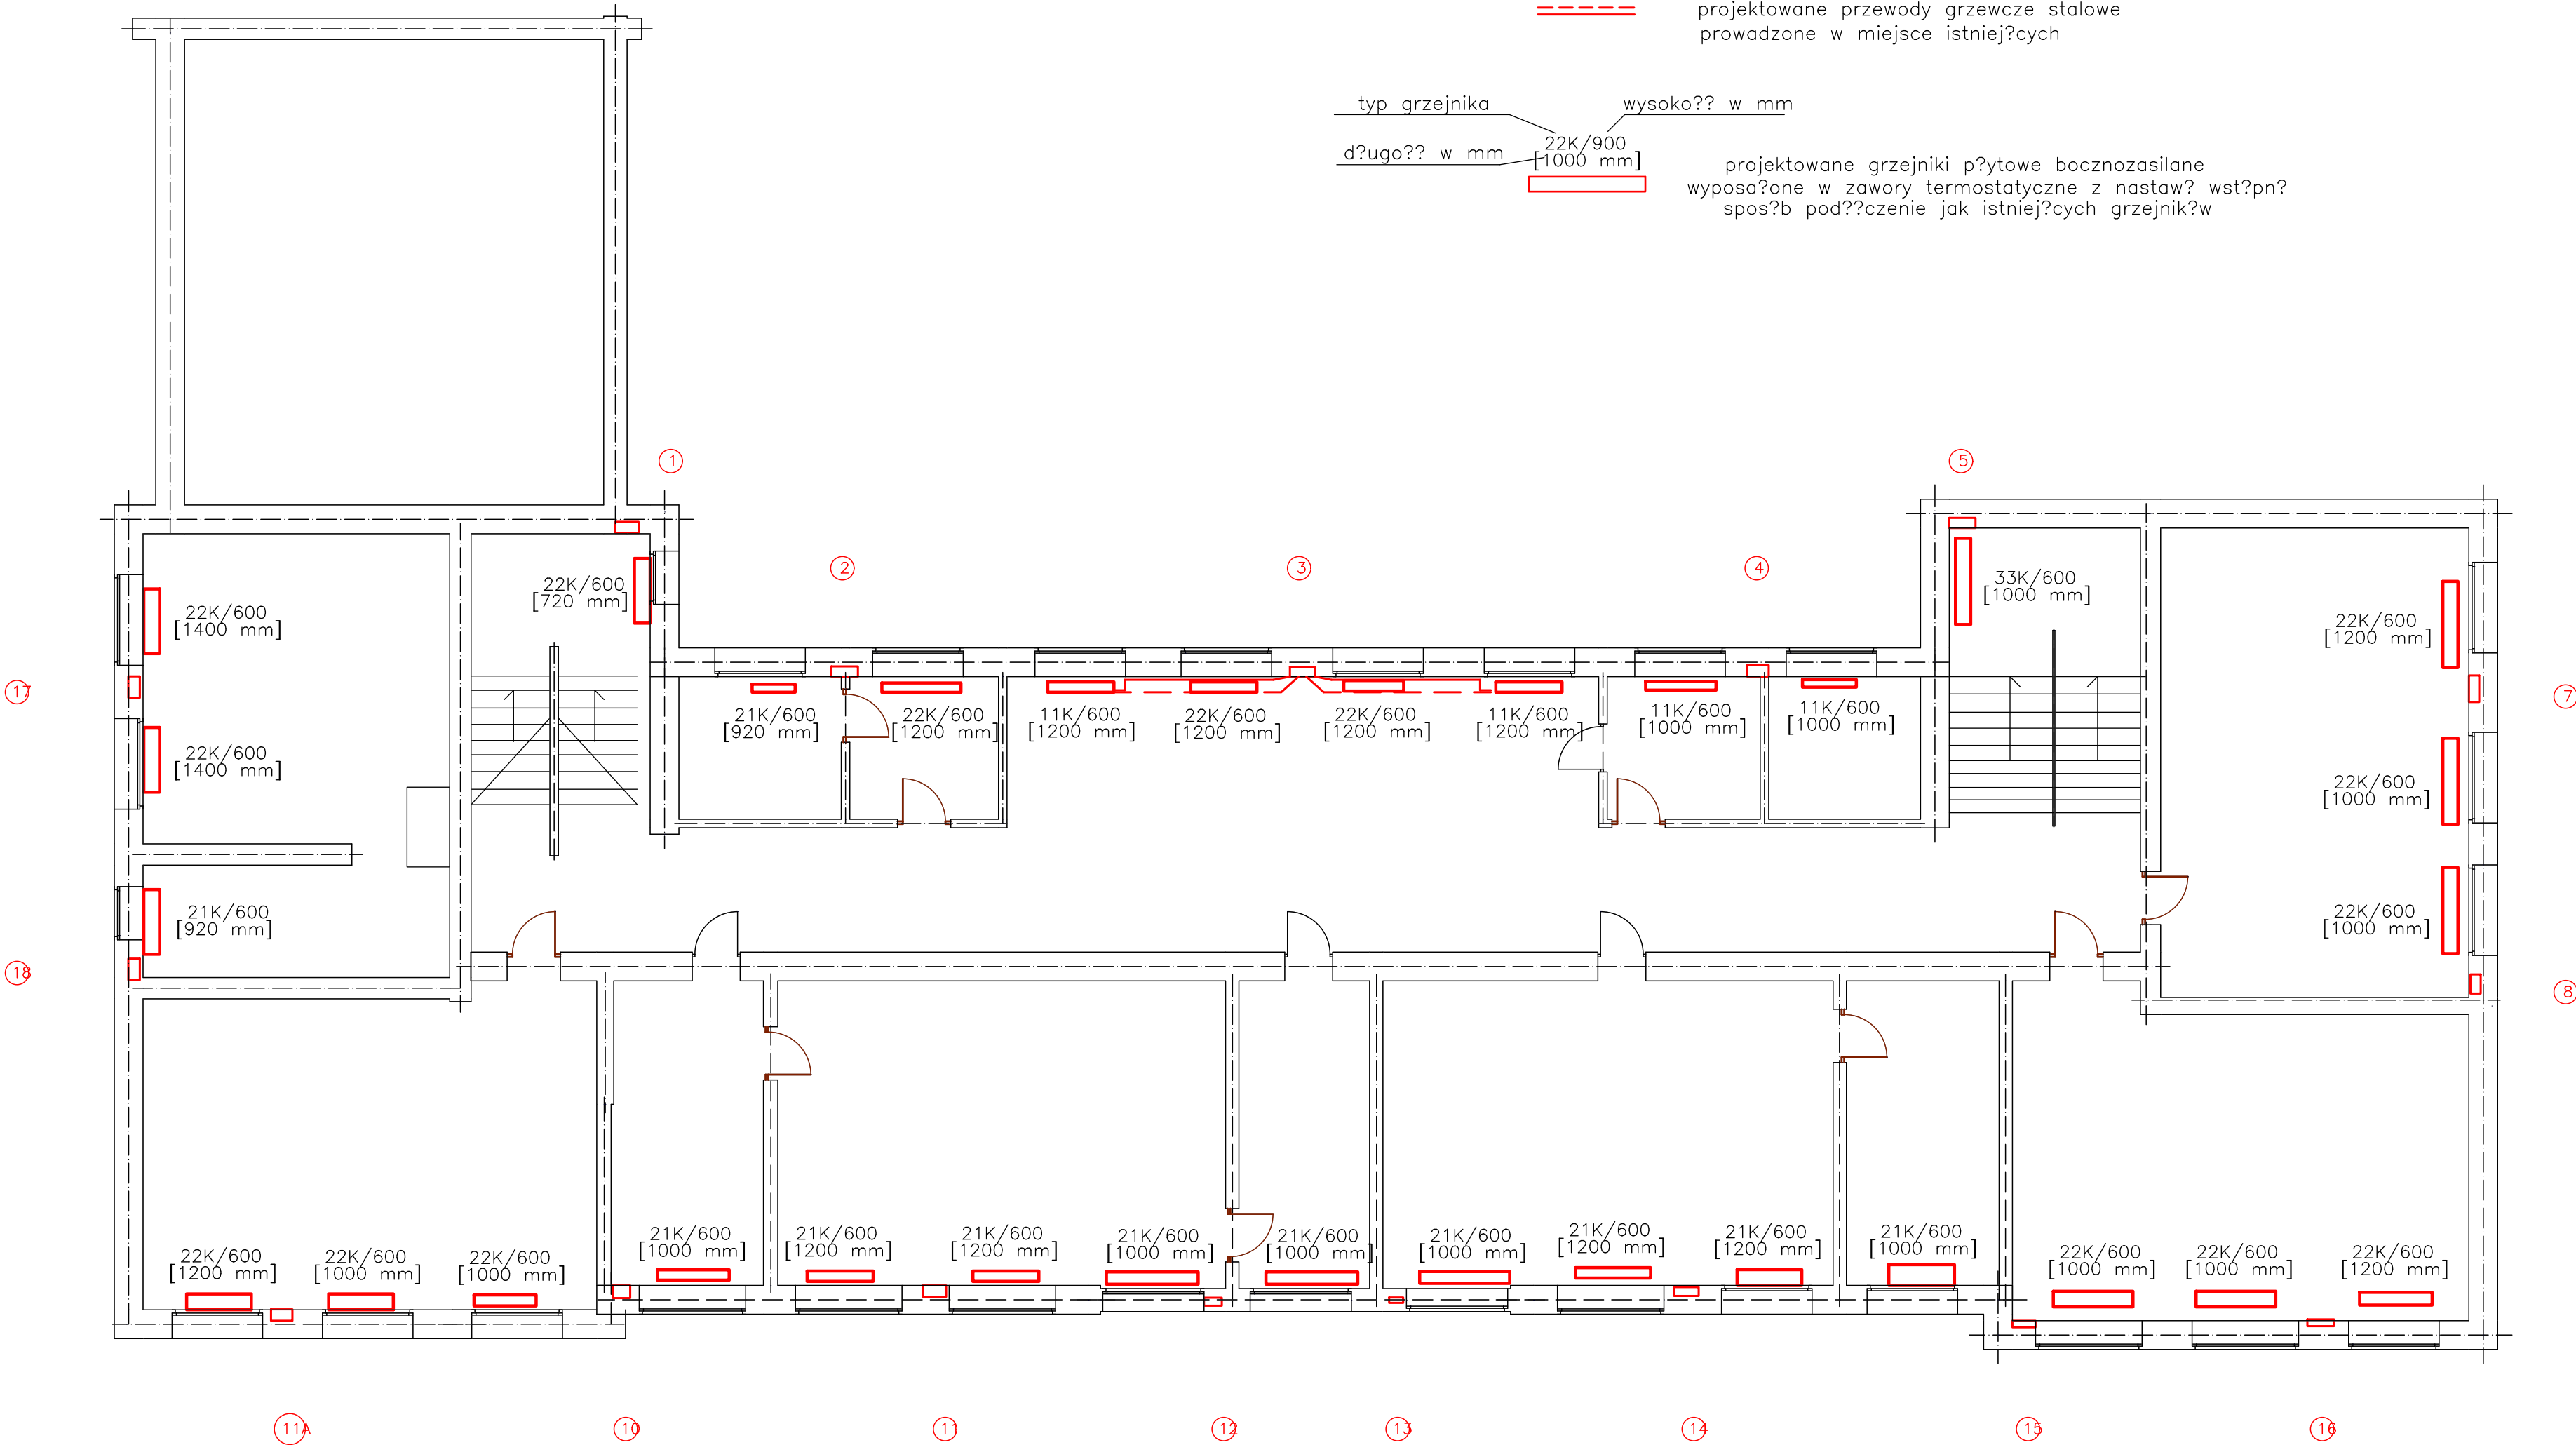 projektowane przewody grzewcze stalowe
prowadzone w miejsce istniej?cych
typ grzejnika
wysoko?? w mm
d?ugo?? w mm
22K/900
[1000 mm]
projektowane grzejniki p?ytowe bocznozasilane
wyposa?one w zawory termostatyczne z nastaw? wst?pn?
spos?b pod??czenie jak istniej?cych grzejnik?w
1
5
2
3
4
22K/600
[720 mm]
33K/600
[1000 mm]
22K/600
[1400 mm]
22K/600
[1200 mm]
17
7
21K/600
[920 mm]
22K/600
[1200 mm]
11K/600
[1200 mm]
22K/600
[1200 mm]
22K/600
[1200 mm]
11K/600
[1200 mm]
11K/600
[1000 mm]
11K/600
[1000 mm]
22K/600
[1400 mm]
22K/600
[1000 mm]
21K/600
[920 mm]
22K/600
[1000 mm]
18
8
22K/600
[1200 mm]
22K/600
[1000 mm]
22K/600
[1000 mm]
21K/600
[1000 mm]
21K/600
[1200 mm]
21K/600
[1200 mm]
21K/600
[1000 mm]
21K/600
[1000 mm]
21K/600
[1000 mm]
21K/600
[1200 mm]
21K/600
[1200 mm]
21K/600
[1000 mm]
22K/600
[1000 mm]
22K/600
[1000 mm]
22K/600
[1200 mm]
11A
10
11
12
13
14
15
16